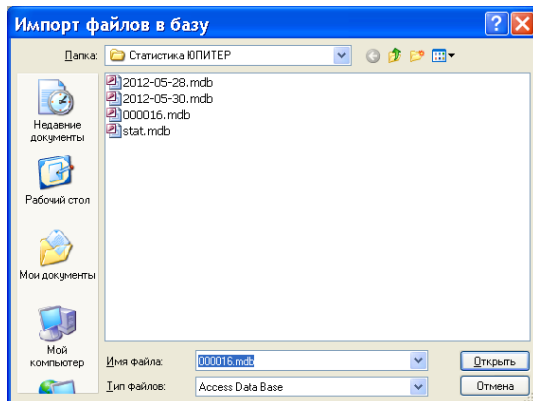 Импорт файлов в базу
Папка: Статистика ЮПИТЕР
2012-05-28.mdb
2012-05-30.mdb
000016.mdb
stat.mdb
Недавние
документы
Рабочий стол
Мои документы
Мой
компьютер
Имя файла: 000016.mdb Открыть
Тип файлов: Access Data Base Отмена